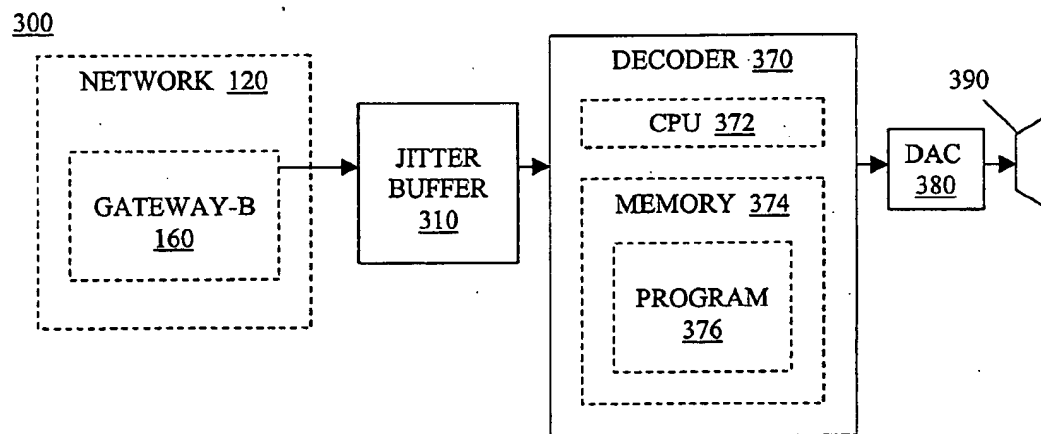 300
NETWORK 120
GATEWAY-B
160
JITTER
BUFFER
310
DECODER 370
CPU 372
MEMORY 374
PROGRAM
376
DAC
380
390